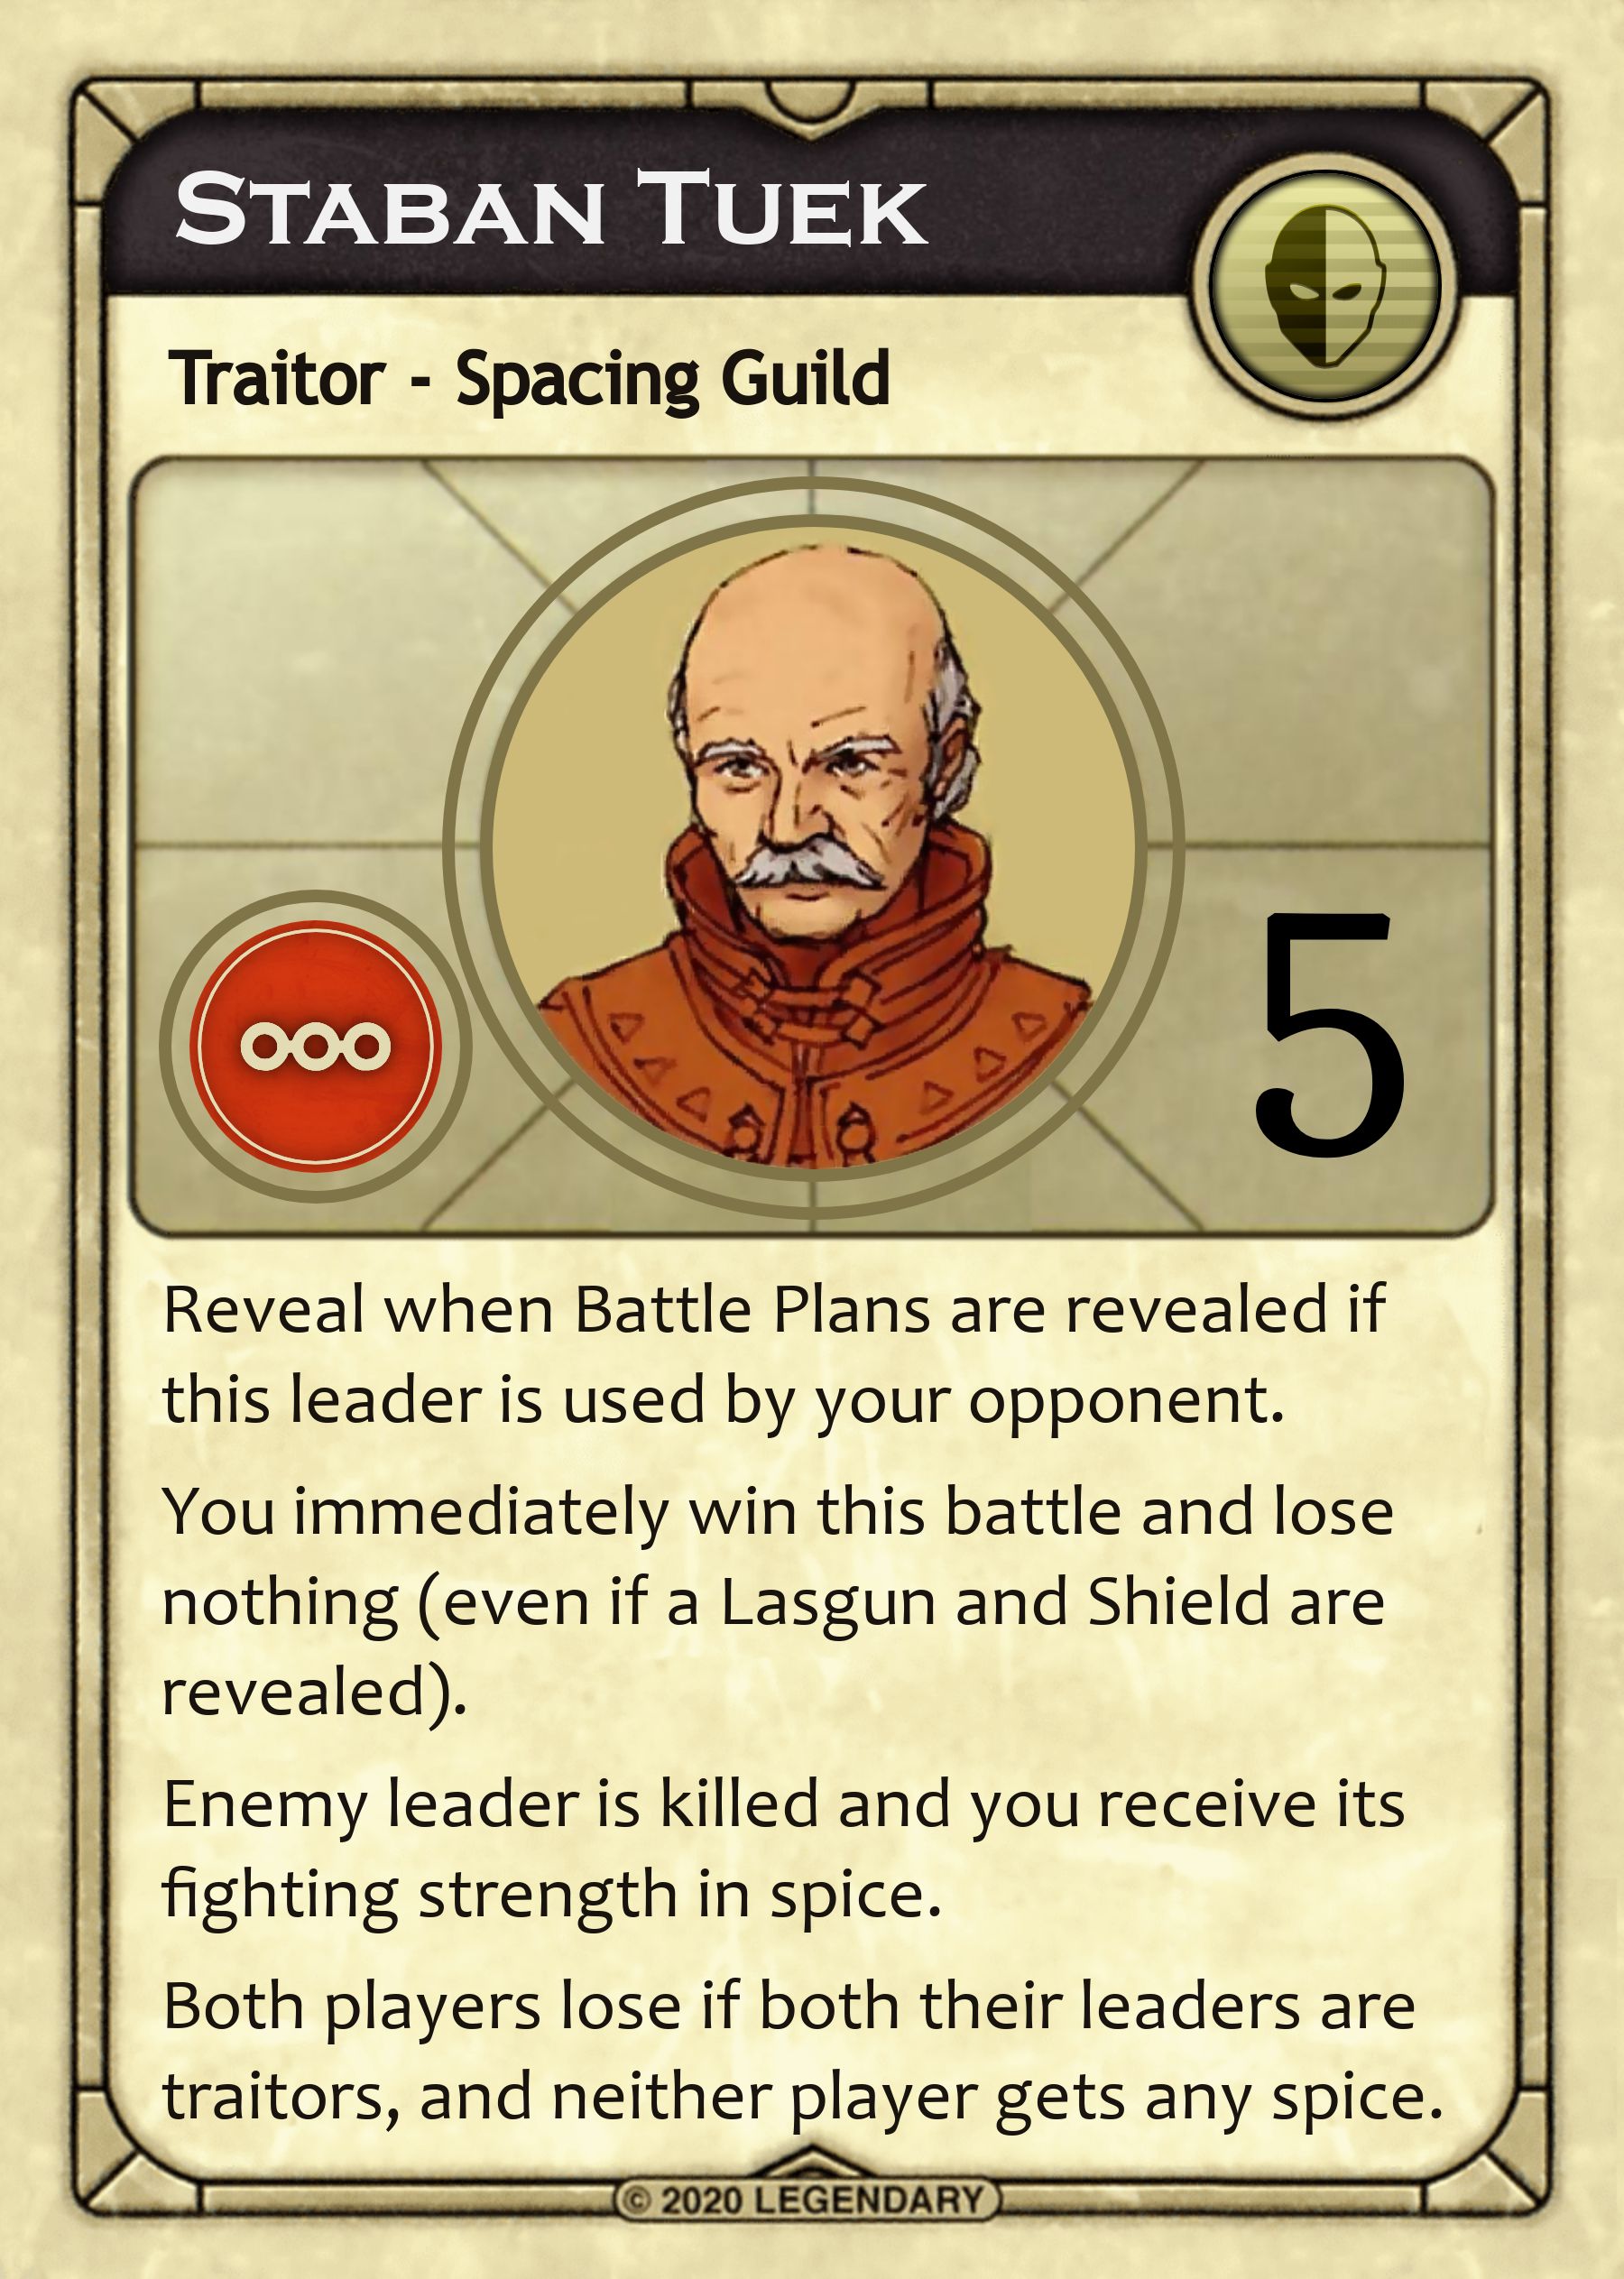 STABAN TUEK
Traitor - Spacing Guild
5
Reveal when Battle Plans are revealed if
this leader is used by your opponent.
You immediately win this battle and lose
nothing (even if a Lasgun and Shield are
revealed).
Enemy leader is killed and you receive its
fighting strength in spice.
Both players lose if both their leaders are
traitors, and neither player gets any spice.
© 2020 LEGENDARY